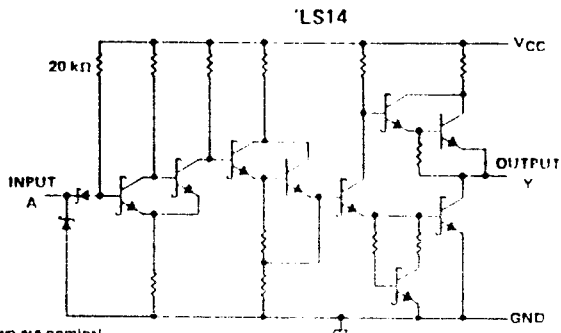 'LS14
VCC
20 kΩ
INPUT
A
OUTPUT
Y
GND